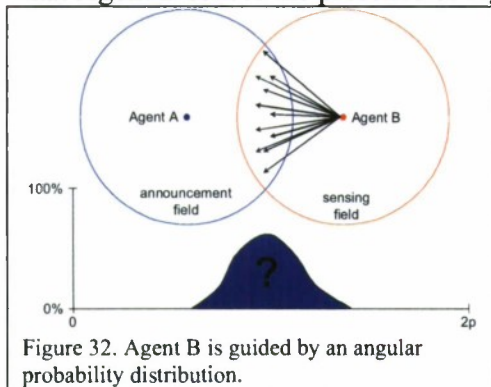 Agent A
Agent B
announcement
field
sensing
field
100%
?
0%
0
2p
Figure 32. Agent B is guided by an angular
probability distribution.